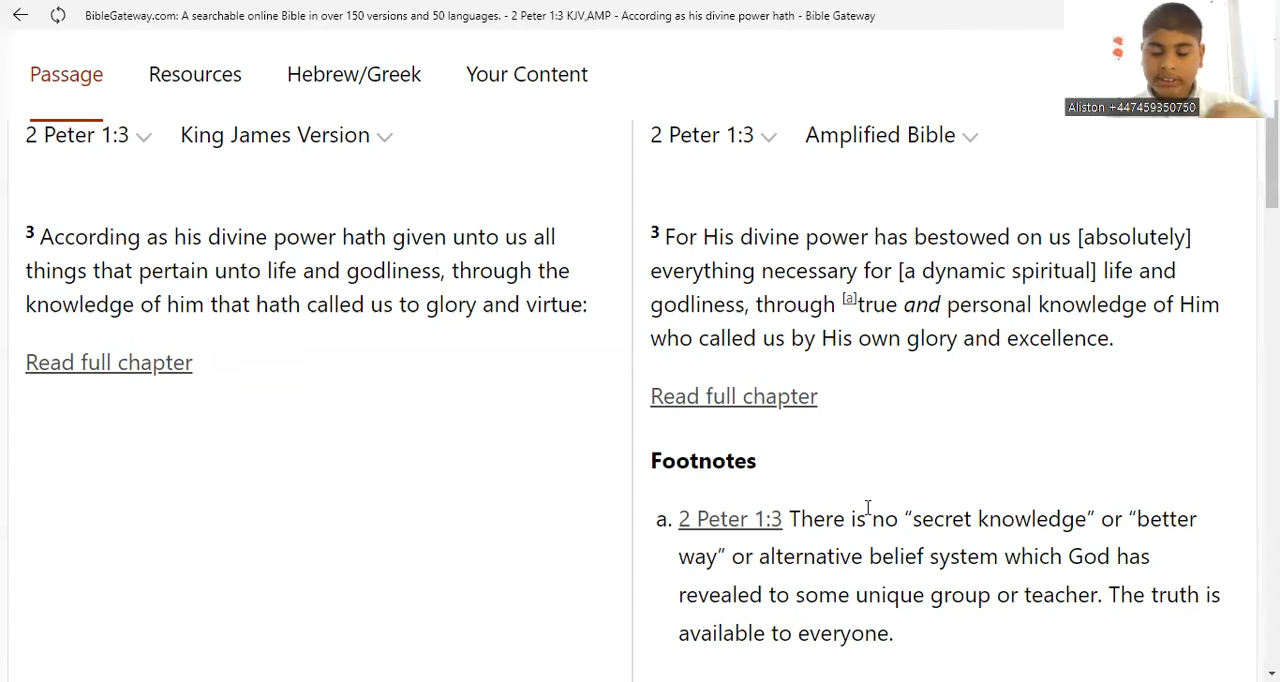 BibleGateway.com: A searchable online Bible in over 150 versions and 50 languages. - 2 Peter 1:3 KJV,AMP - According as his divine power hath - Bible Gateway
Passage Resources Hebrew/Greek Your Content
Aliston +447459350750
2 Peter 1:3 King James Version
3 According as his divine power hath given unto us all
things that pertain unto life and godliness, through the
knowledge of him that hath called us to glory and virtue:
Read full chapter
2 Peter 1:3 Amplified Bible
3 For His divine power has bestowed on us [absolutely]
everything necessary for [a dynamic spiritual] life and
godliness, through [a]true and personal knowledge of Him
who called us by His own glory and excellence.
Read full chapter
Footnotes
a. 2 Peter 1:3 There is no “secret knowledge” or “better
way” or alternative belief system which God has
revealed to some unique group or teacher. The truth is
available to everyone.